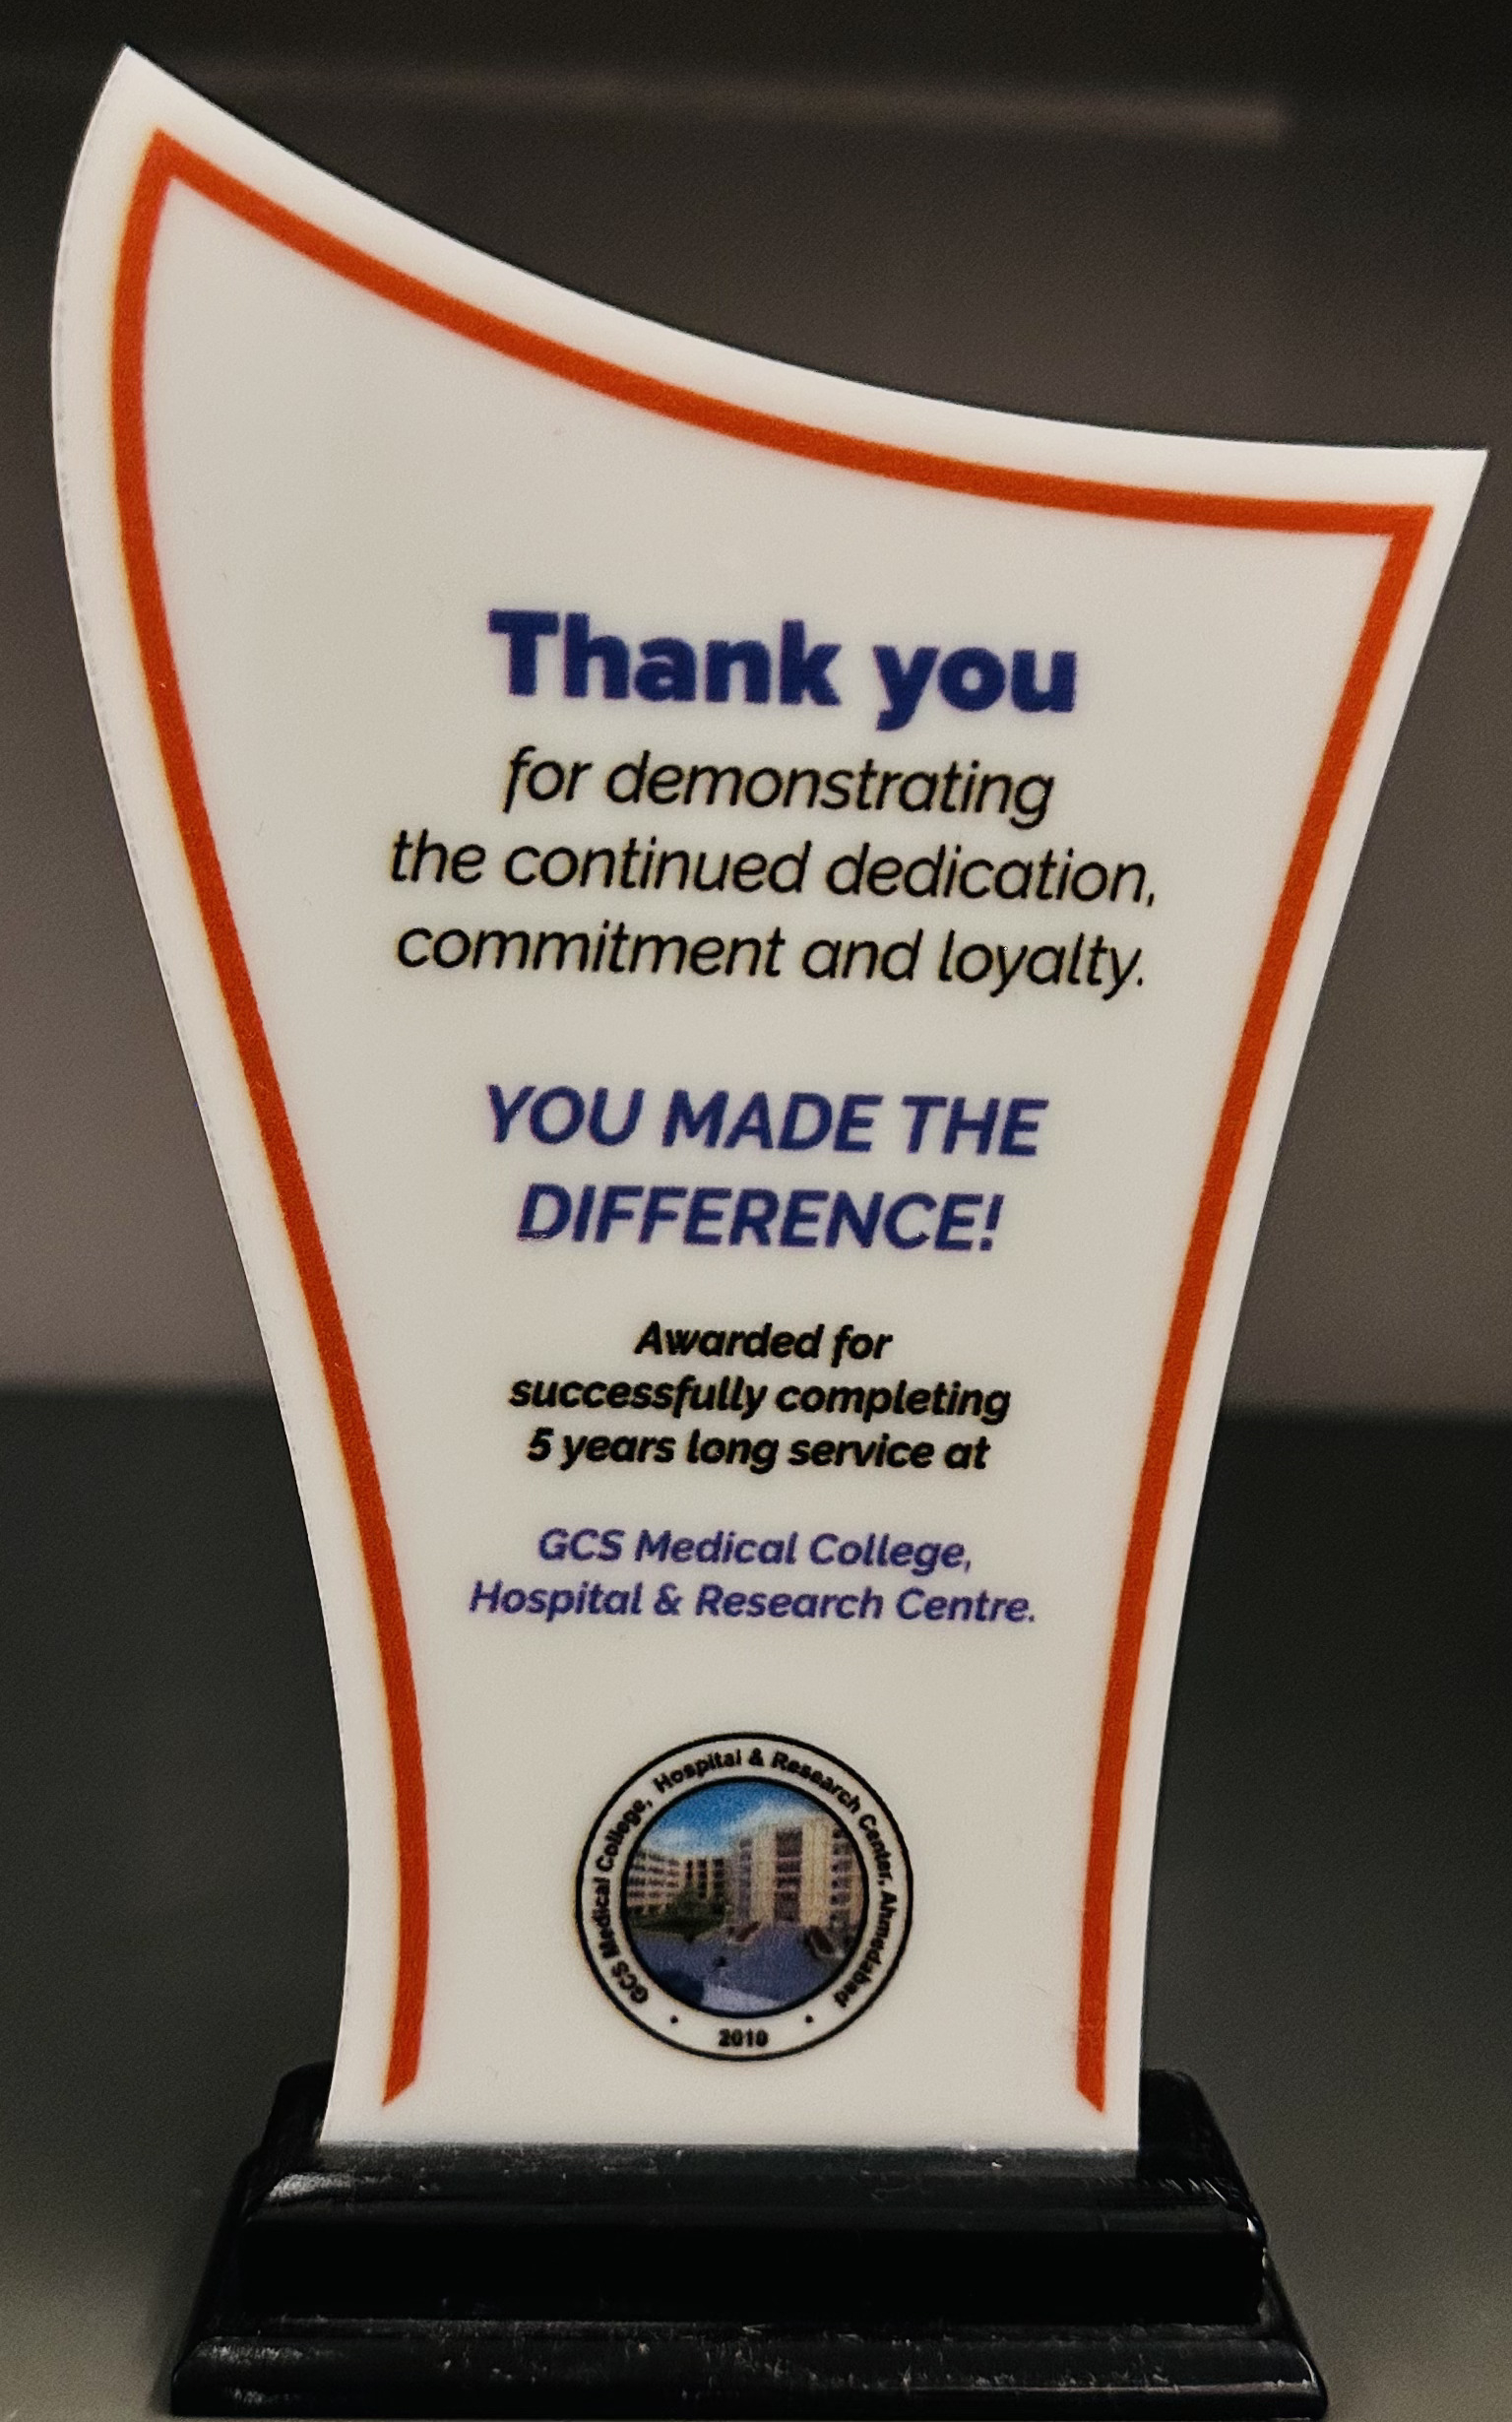 Thank you
for demonstrating
the continued dedication,
commitment and loyalty.
YOU MADE THE
DIFFERENCE!
Awarded for
successfully completing
5 years long service at
GCS Medical College,
Hospital & Research Centre.
GCS Medical College, Hospital & Research Center, Ahmedabad
• 2010 •